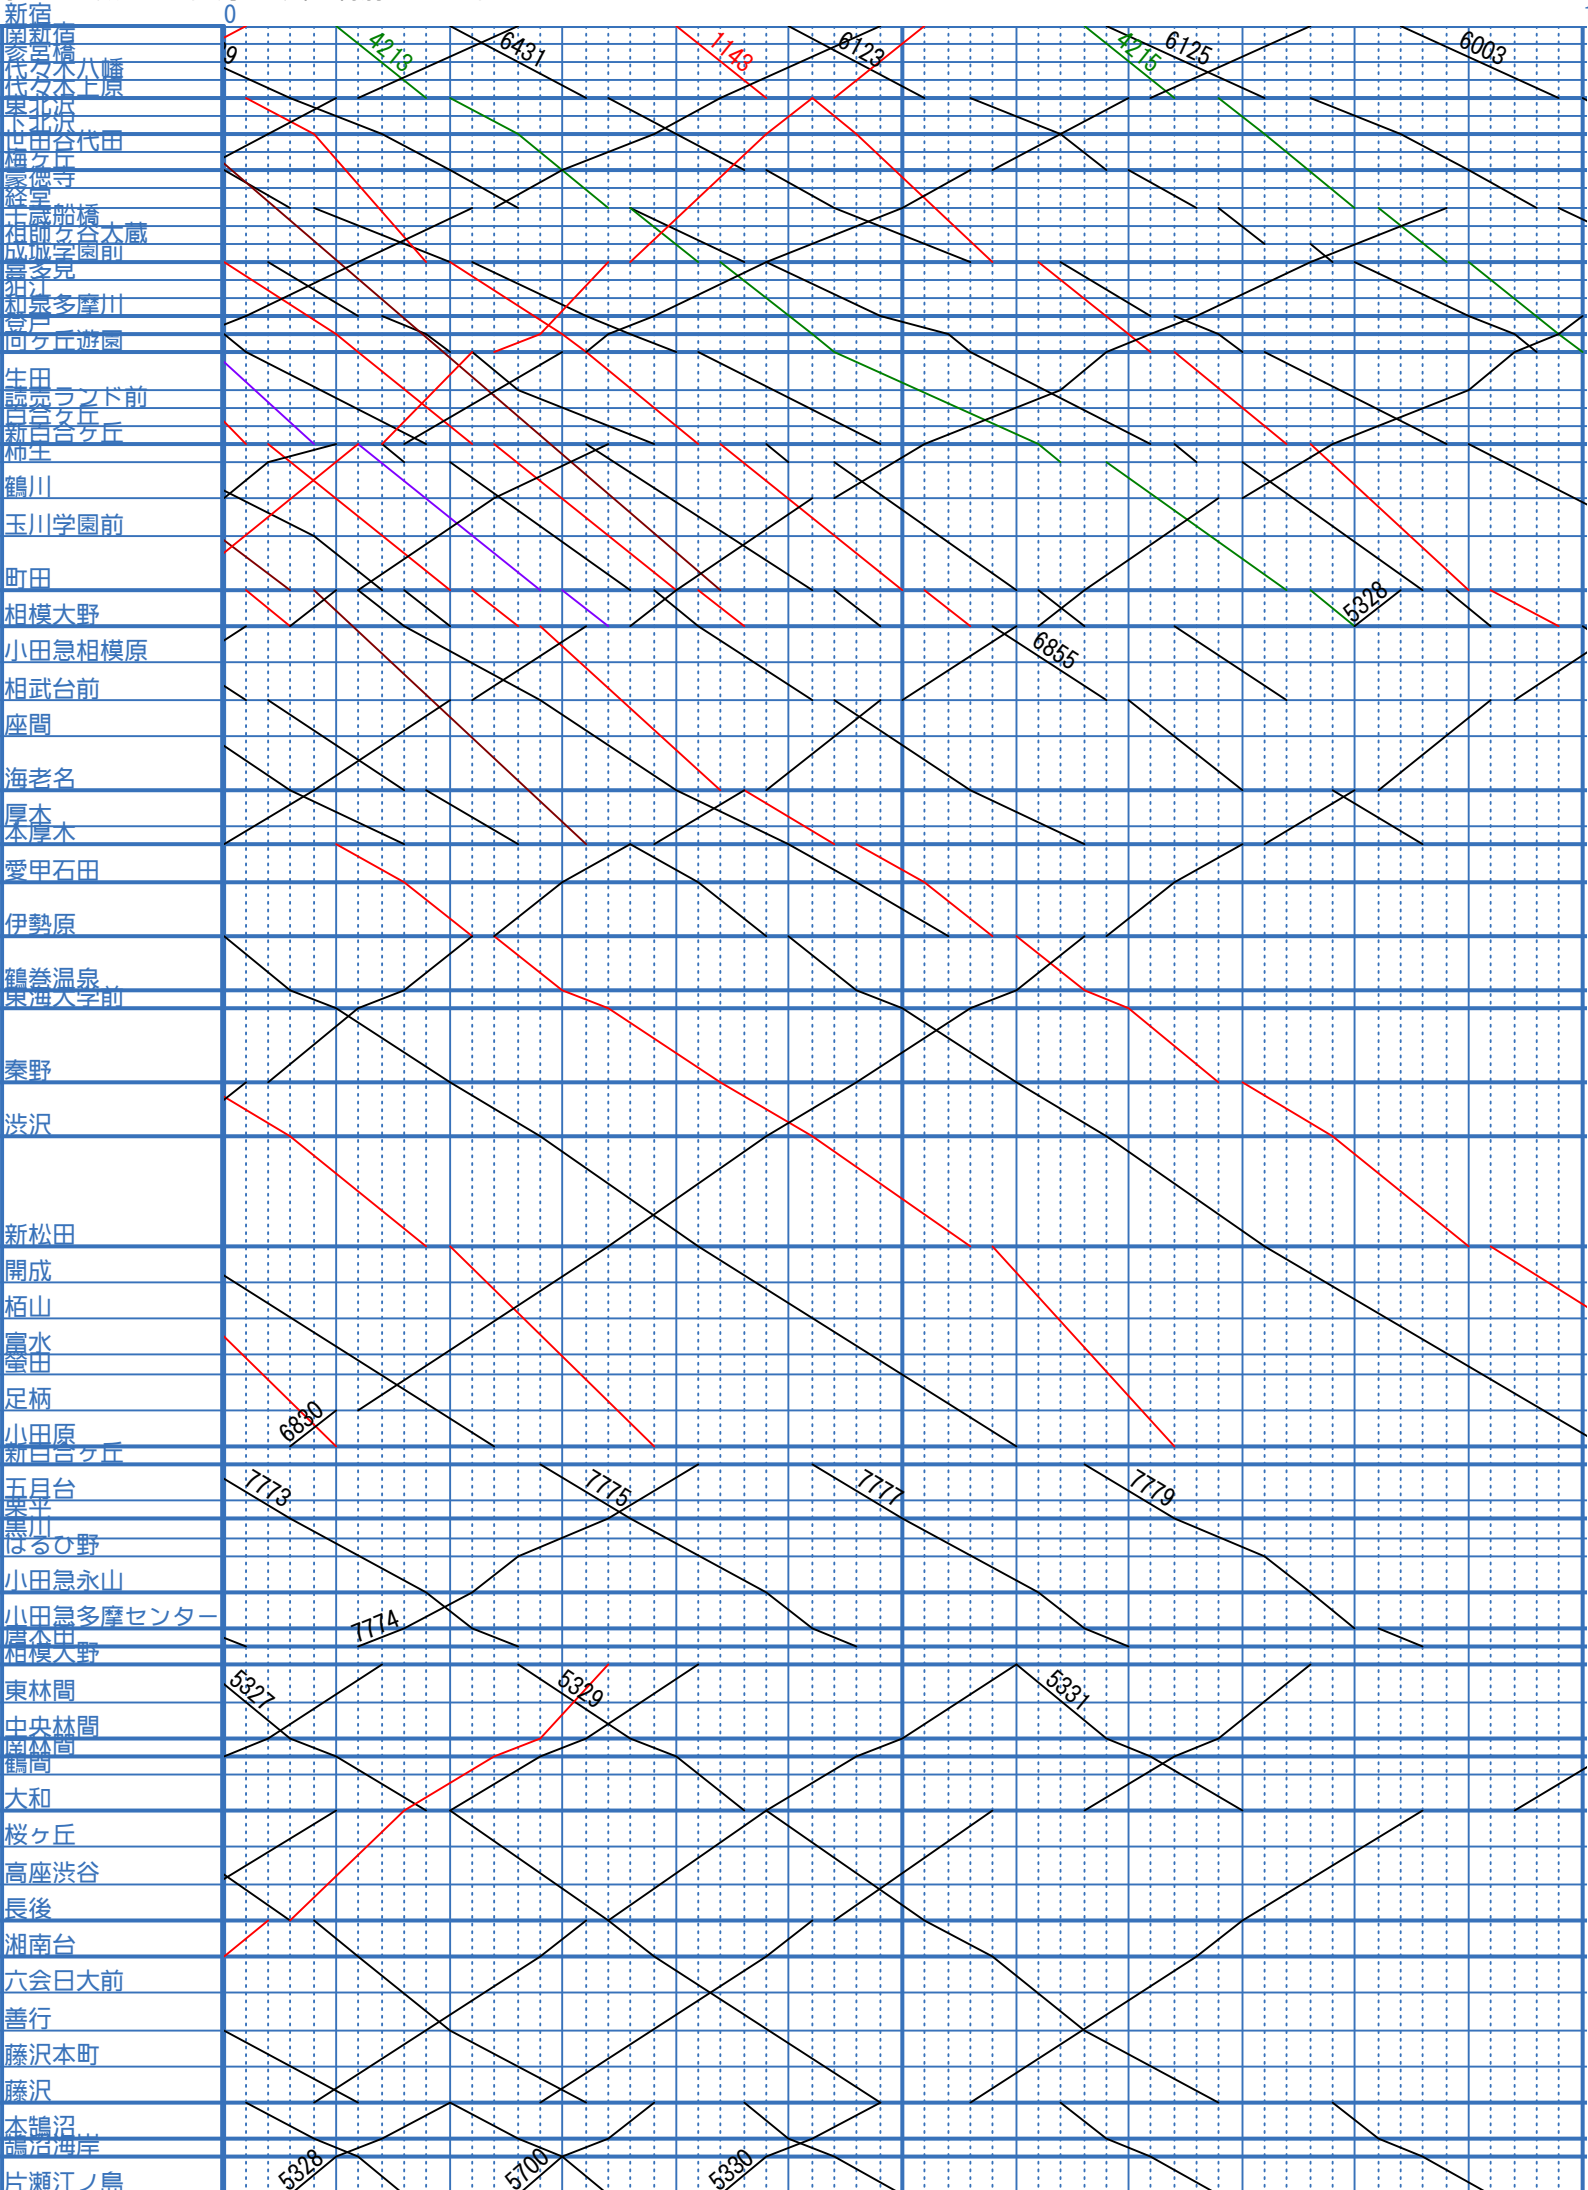 新宿
0
南新宿
参宮橋
代々木八幡
代々木上原
東北沢
下北沢
世田谷代田
梅ヶ丘
豪徳寺
経堂
千歳船橋
祖師ヶ谷大蔵
成城学園前
喜多見
狛江
和泉多摩川
登戸
向ヶ丘遊園
生田
読売ランド前
百合ヶ丘
新百合ヶ丘
柿生
鶴川
玉川学園前
町田
相模大野
小田急相模原
相武台前
座間
海老名
厚木
本厚木
愛甲石田
伊勢原
鶴巻温泉
東海大学前
秦野
渋沢
新松田
開成
栢山
富水
螢田
足柄
小田原
新百合ヶ丘
五月台
栗平
黒川
はるひ野
小田急永山
小田急多摩センター
唐木田
相模大野
東林間
中央林間
南林間
鶴間
大和
桜ヶ丘
高座渋谷
長後
湘南台
六会日大前
善行
藤沢本町
藤沢
本鵠沼
鵠沼海岸
片瀬江ノ島
9
4213
6431
1143
6123
4215
6125
6003
5328
6855
6830
7773
7775
7777
7779
7774
5327
5329
5331
5328
5700
5330